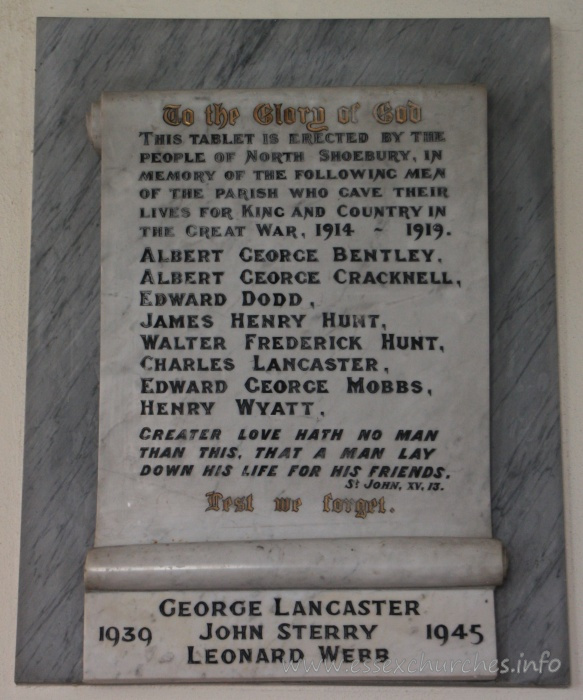 To the Glory of God
THIS TABLET IS ERECTED BY THE
PEOPLE OF NORTH SHOEBURY, IN
MEMORY OF THE FOLLOWING MEN
OF THE PARISH WHO GAVE THEIR
LIVES FOR KING AND COUNTRY IN
THE GREAT WAR, 1914 ~ 1919.
ALBERT GEORGE BENTLEY,
ALBERT GEORGE CRACKNELL,
EDWARD DODD,
JAMES HENRY HUNT,
WALTER FREDERICK HUNT,
CHARLES LANCASTER,
EDWARD GEORGE MOBBS,
HENRY WYATT,
GREATER LOVE HATH NO MAN
THAN THIS, THAT A MAN LAY
DOWN HIS LIFE FOR HIS FRIENDS.
St JOHN, XV, 13.
Lest we forget.
GEORGE LANCASTER
1939 JOHN STERRY 1945
LEONARD WEBB
www.essexchurches.info